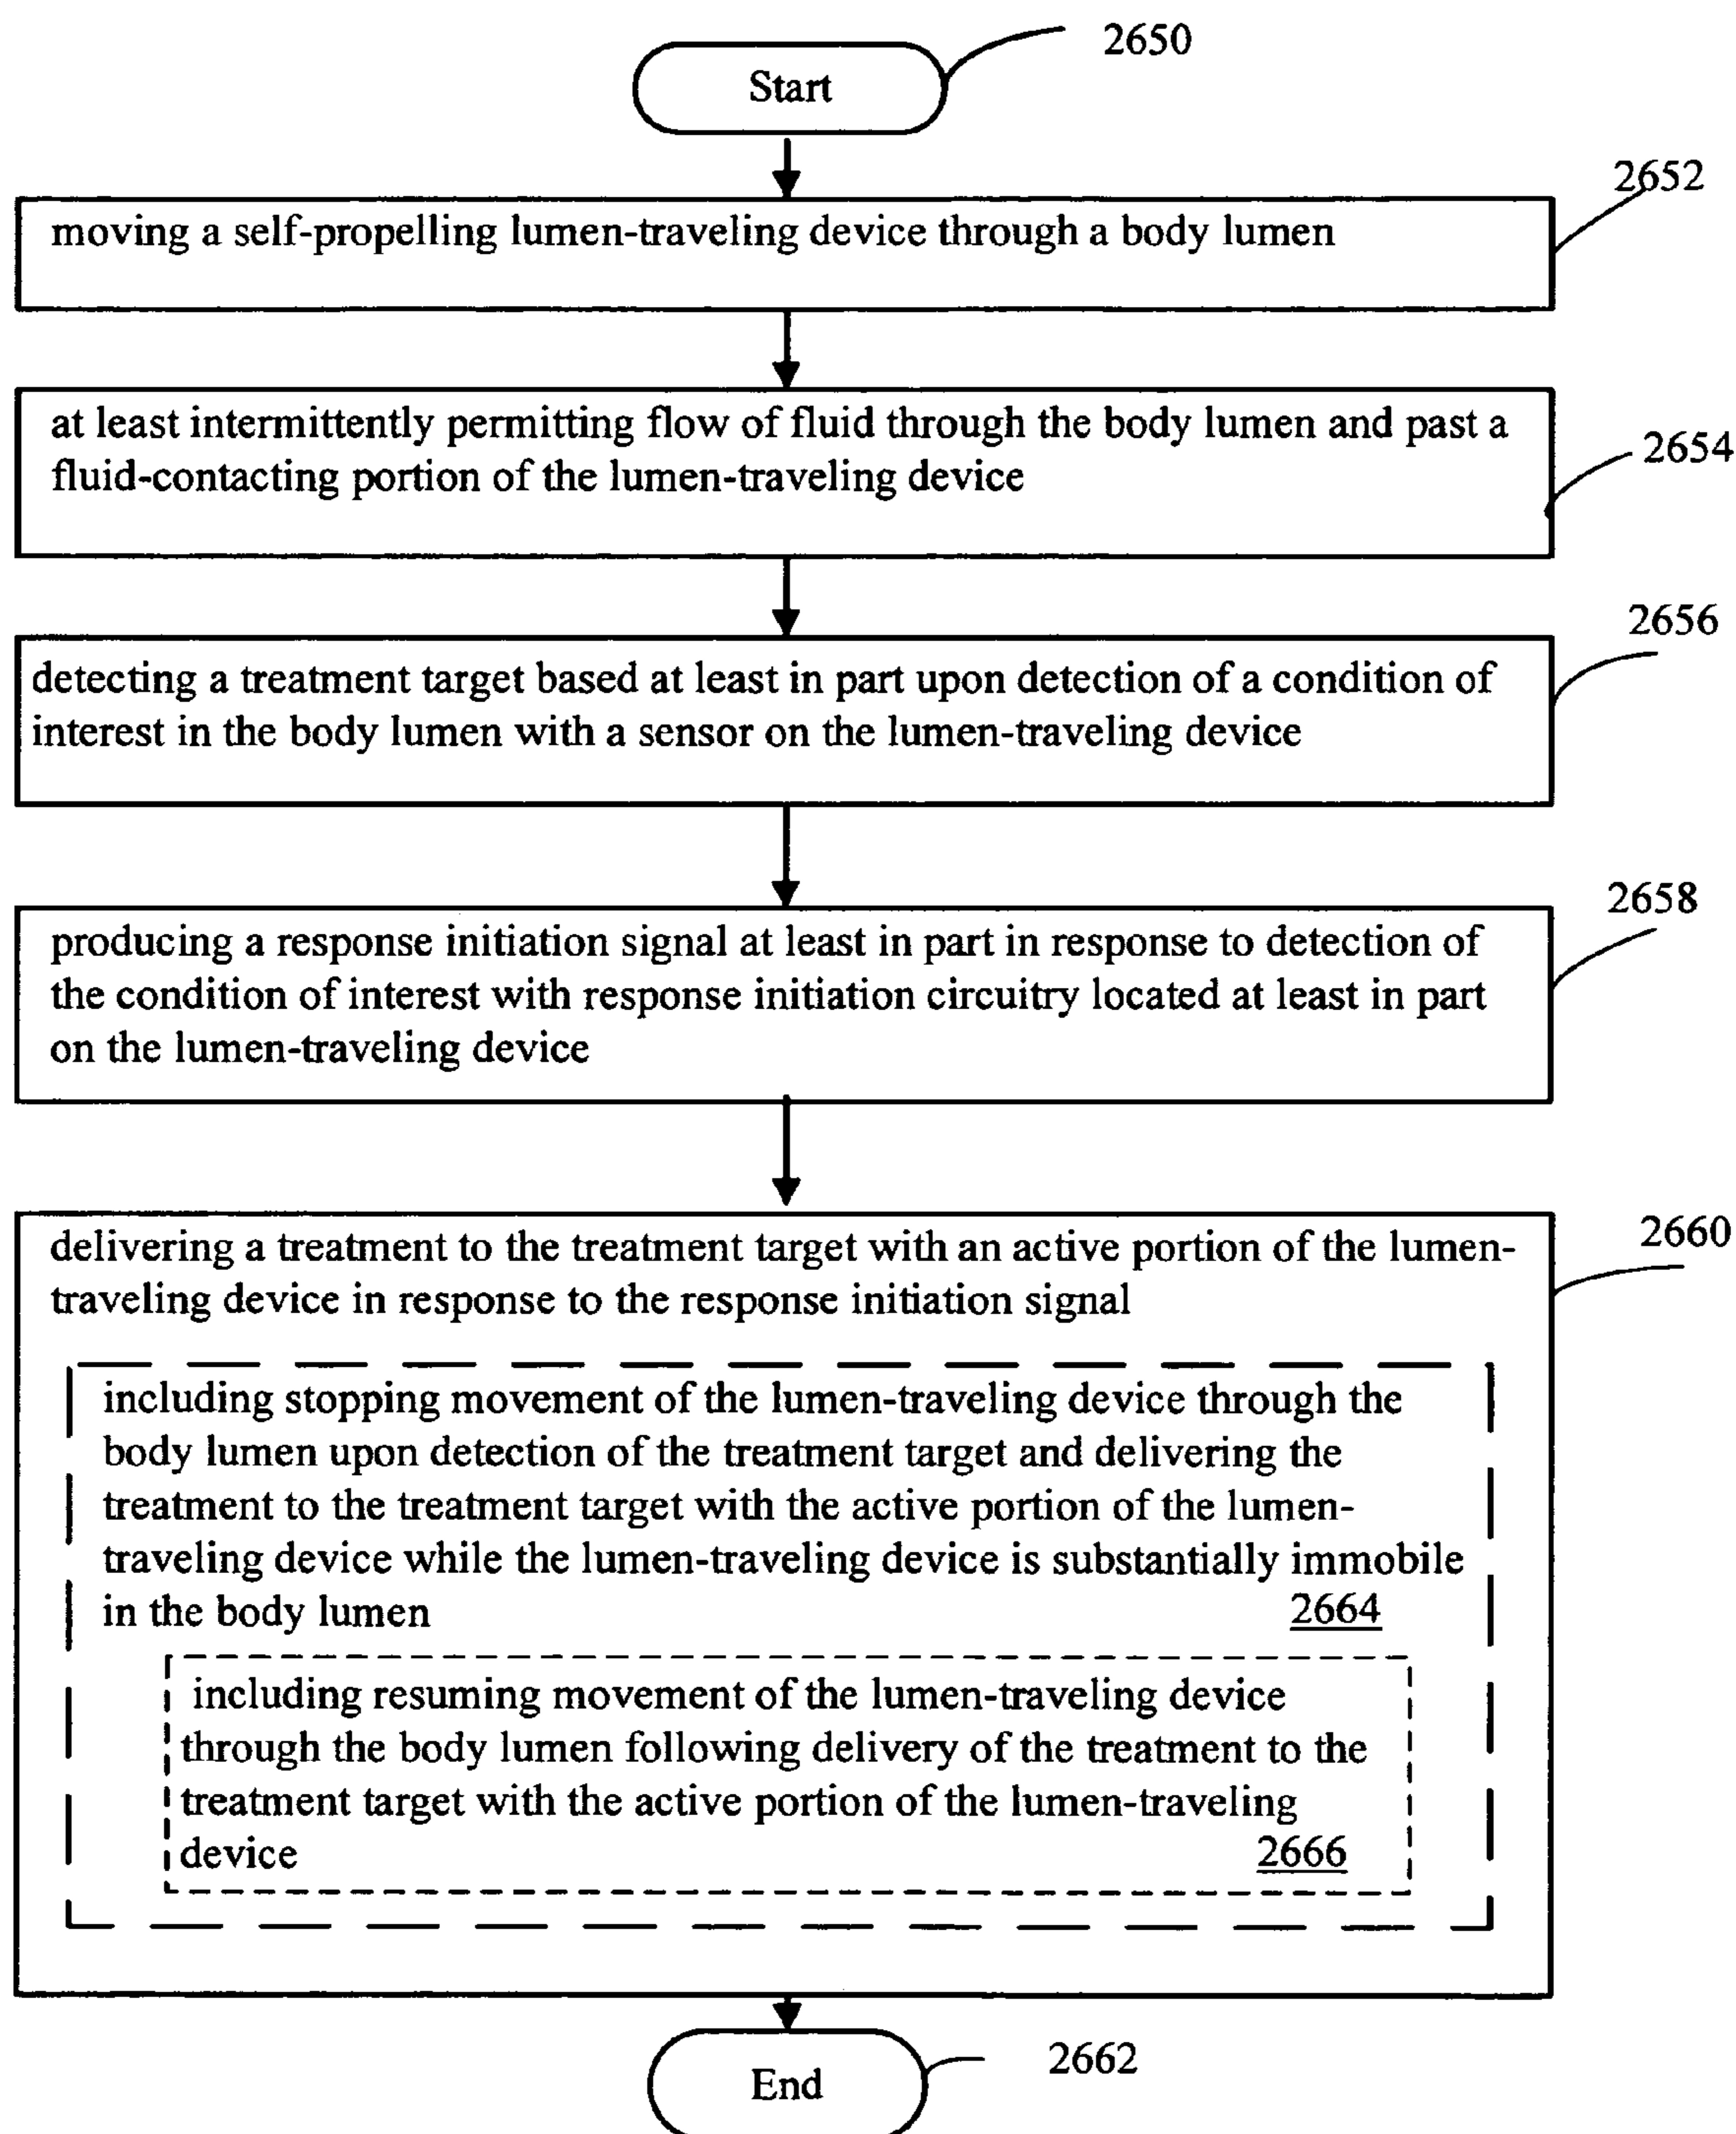 2650
Start
2652
moving a self-propelling lumen-traveling device through a body lumen
at least intermittently permitting flow of fluid through the body lumen and past a
fluid-contacting portion of the lumen-traveling device
2654
2656
detecting a treatment target based at least in part upon detection of a condition of
interest in the body lumen with a sensor on the lumen-traveling device
2658
producing a response initiation signal at least in part in response to detection of
the condition of interest with response initiation circuitry located at least in part
on the lumen-traveling device
2660
delivering a treatment to the treatment target with an active portion of the lumen-
traveling device in response to the response initiation signal
including stopping movement of the lumen-traveling device through the
body lumen upon detection of the treatment target and delivering the
treatment to the treatment target with the active portion of the lumen-
traveling device while the lumen-traveling device is substantially immobile
in the body lumen 2664
including resuming movement of the lumen-traveling device
through the body lumen following delivery of the treatment to the
treatment target with the active portion of the lumen-traveling
device 2666
2662
End